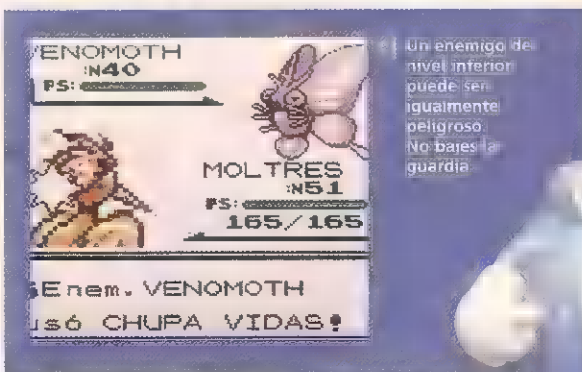 VENOMOTH
:N40
PS:
MOLTRES
:N51
PS:
165/165
Enem. VENOMOTH
usó CHUPA VIDAS!
Un enemigo de
nivel inferior
puede ser
igualmente
peligroso.
No bajes la
guardia